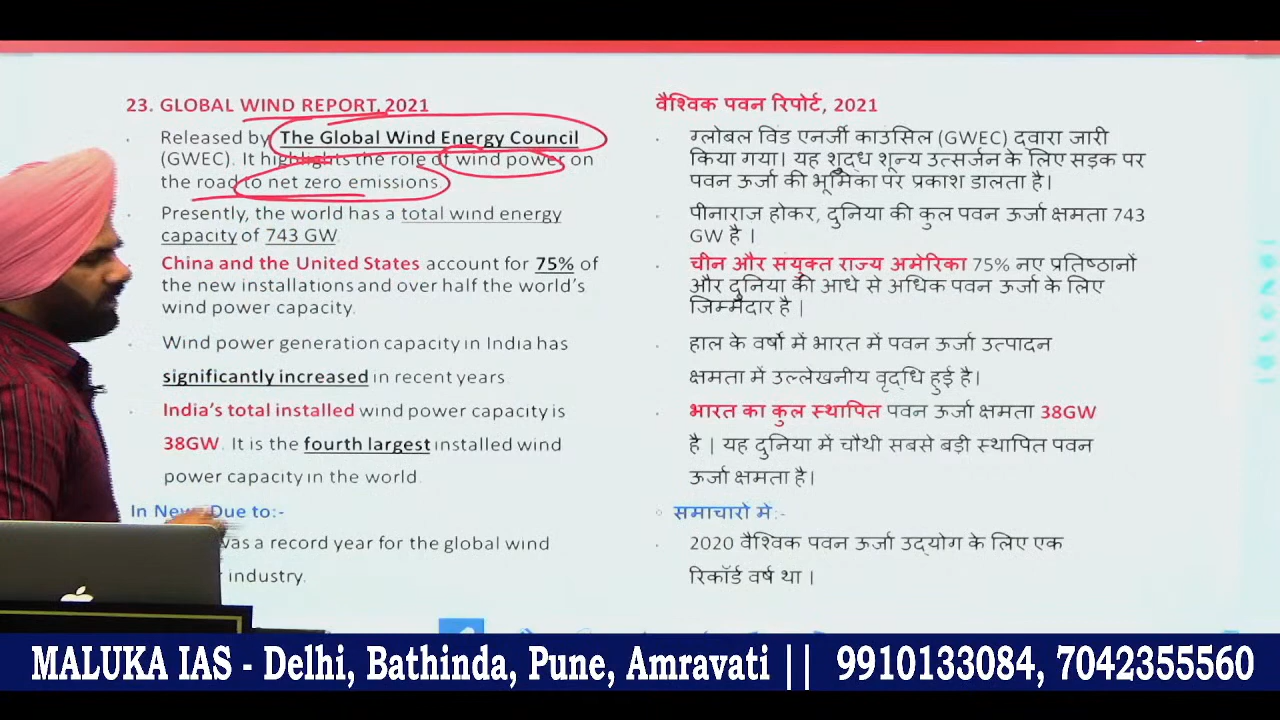 23. GLOBAL WIND REPORT, 2021
Released by The Global Wind Energy Council
(GWEC). It highlights the role of wind power on
the road to net zero emissions.
Presently, the world has a total wind energy
capacity of 743 GW.
China and the United States account for 75% of
the new installations and over half the world's
wind power capacity.
Wind power generation capacity in India has
significantly increased in recent years.
India's total installed wind power capacity is
38GW. It is the fourth largest installed wind
power capacity in the world.
In New Due to:-
was a record year for the global wind
industry.
वैश्विक पवन रिपोर्ट, 2021
ग्लोबल विंड एनर्जी काउंसिल (GWEC) द्वारा जारी
किया गया। यह शुद्ध शून्य उत्सर्जन के लिए सड़क पर
पवन ऊर्जा की भूमिका पर प्रकाश डालता है।
पीनाराज होकर, दुनिया की कुल पवन ऊर्जा क्षमता 743
GW है |
चीन और संयुक्त राज्य अमेरिका 75% नए प्रतिष्ठानों
और दुनिया की आधे से अधिक पवन ऊर्जा के लिए
जिम्मेदार है |
हाल के वर्षों में भारत में पवन ऊर्जा उत्पादन
क्षमता में उल्लेखनीय वृद्धि हुई है।
भारत का कुल स्थापित पवन ऊर्जा क्षमता 38GW
है | यह दुनिया में चौथी सबसे बड़ी स्थापित पवन
ऊर्जा क्षमता है।
समाचारों में:-
2020 वैश्विक पवन ऊर्जा उद्योग के लिए एक
रिकॉर्ड वर्ष था |
MALUKA IAS - Delhi, Bathinda, Pune, Amravati || 9910133084, 7042355560